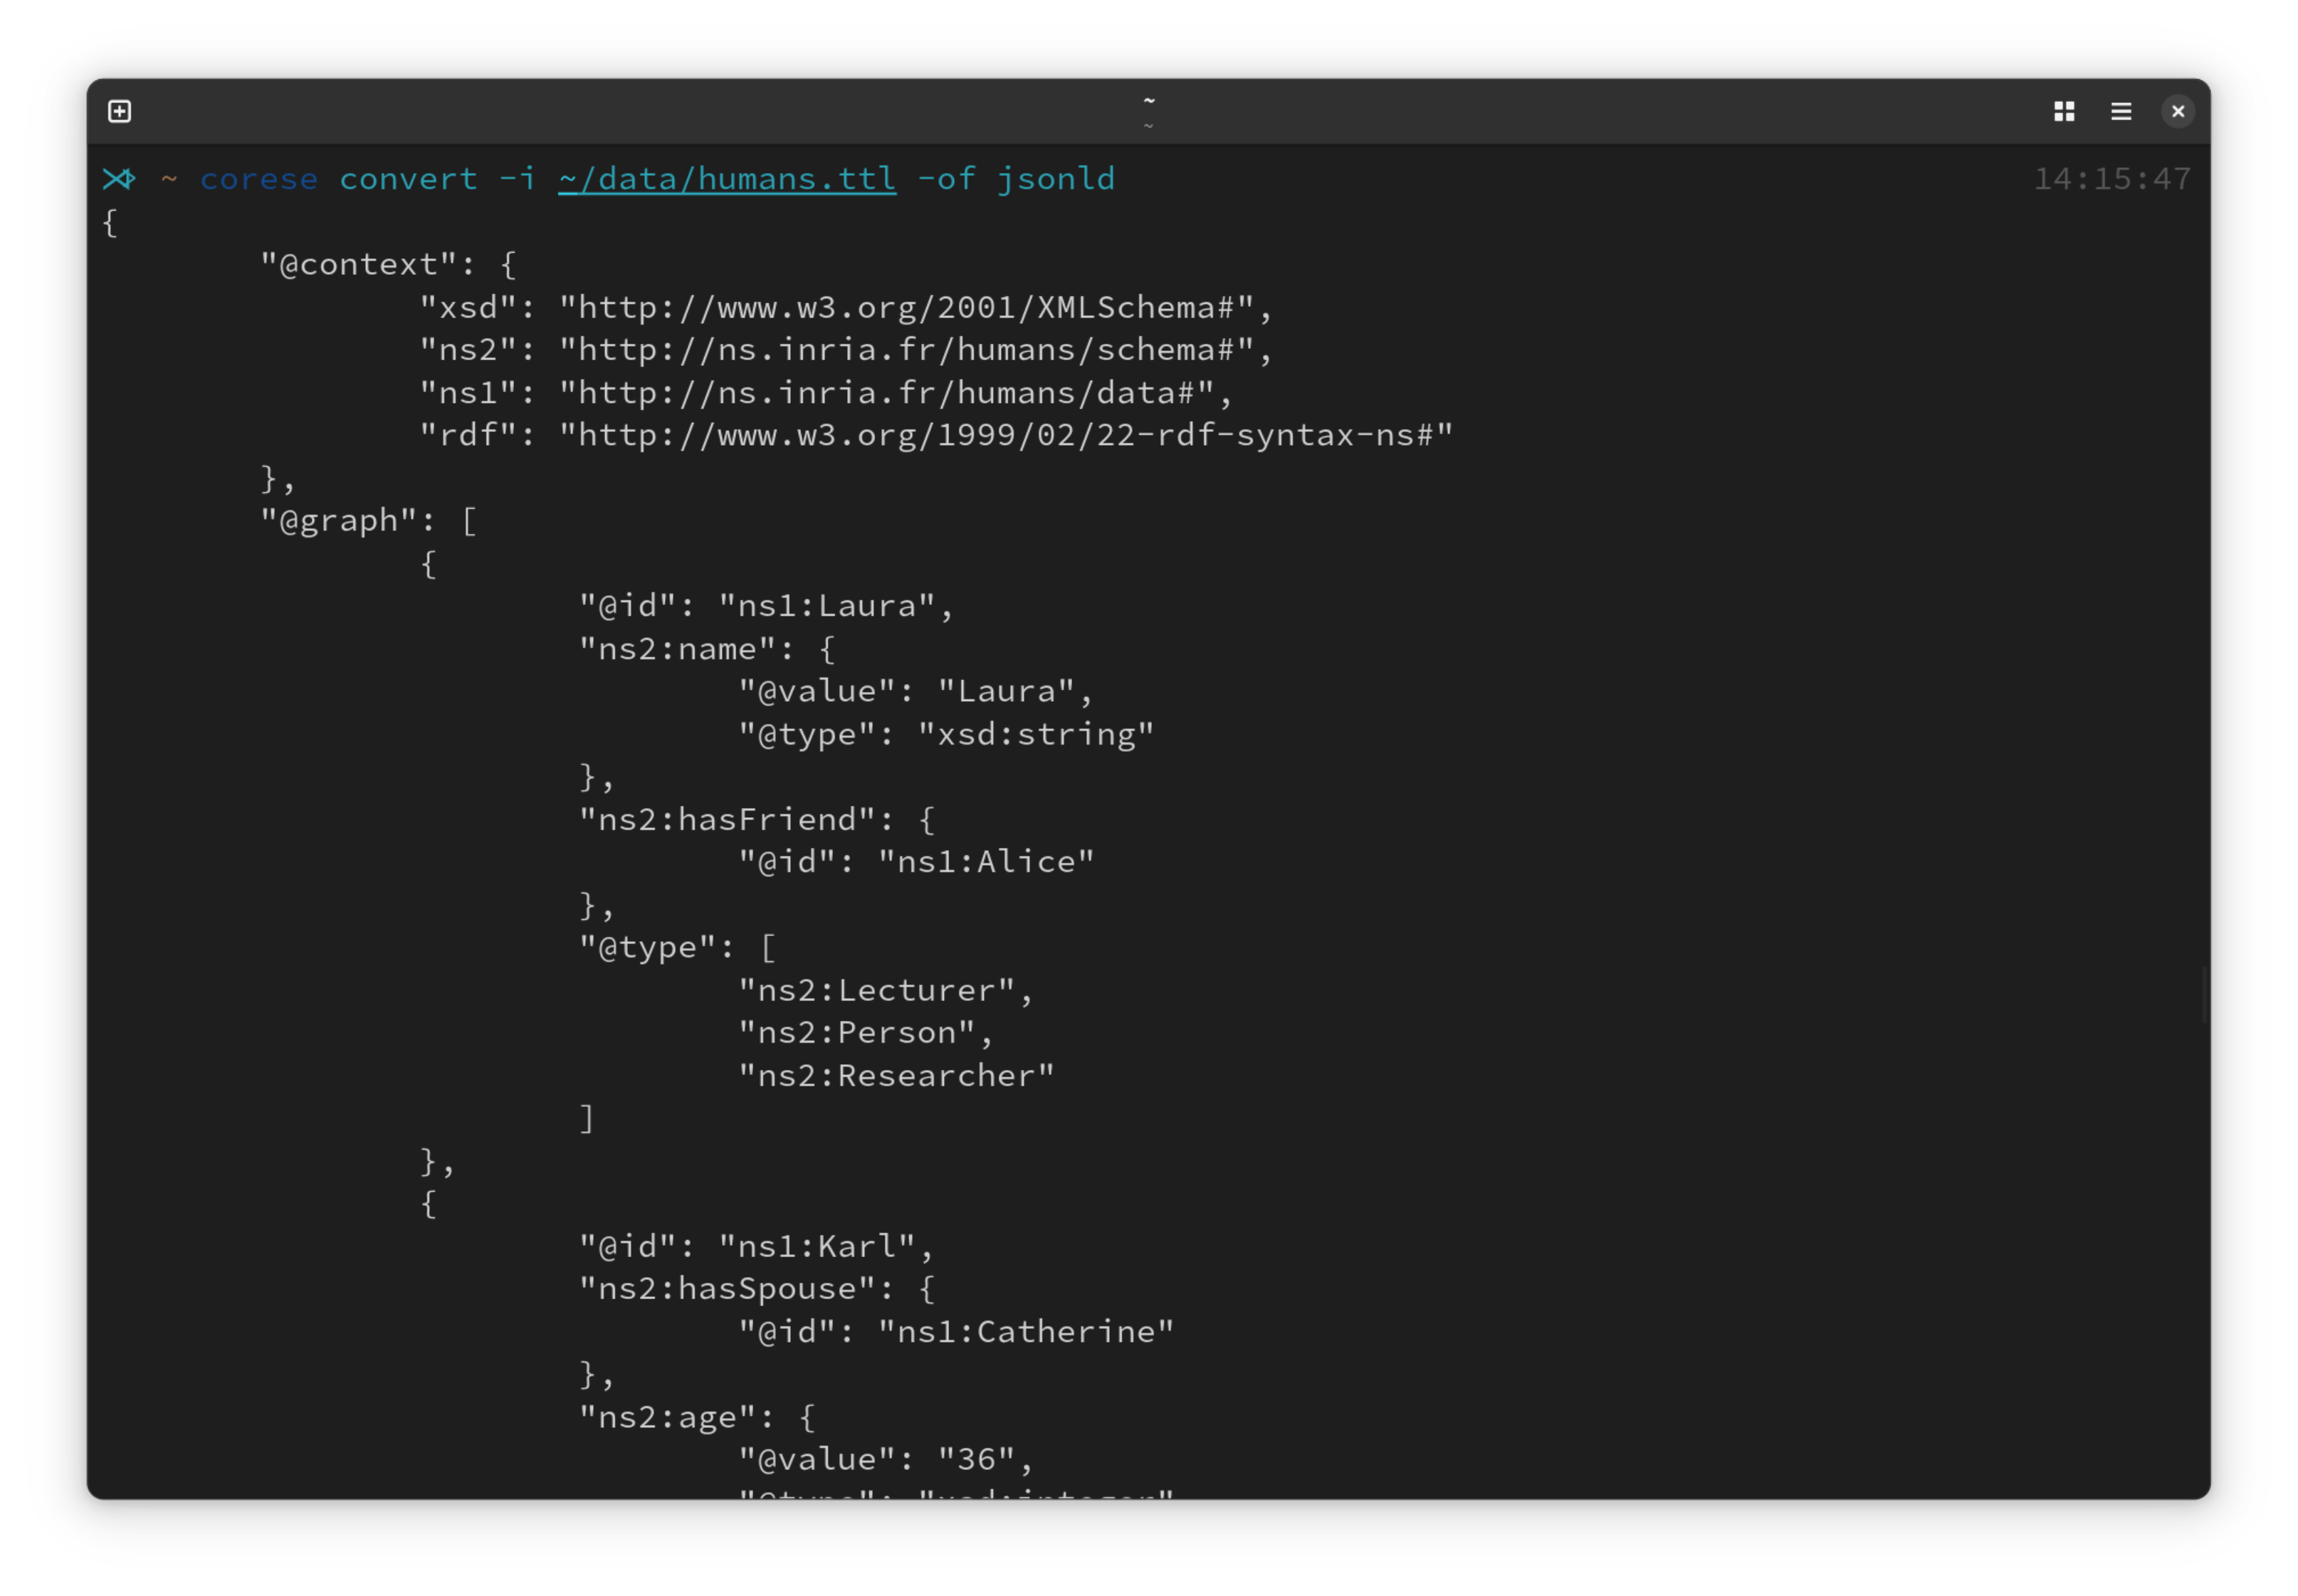 ~
~
~ corese convert -i ~/data/humans.ttl -of jsonld 14:15:47
{
"@context": {
"xsd": "http://www.w3.org/2001/XMLSchema#",
"ns2": "http://ns.inria.fr/humans/schema#",
"ns1": "http://ns.inria.fr/humans/data#",
"rdf": "http://www.w3.org/1999/02/22-rdf-syntax-ns#"
},
"@graph": [
{
"@id": "ns1:Laura",
"ns2:name": {
"@value": "Laura",
"@type": "xsd:string"
},
"ns2:hasFriend": {
"@id": "ns1:Alice"
},
"@type": [
"ns2:Lecturer",
"ns2:Person",
"ns2:Researcher"
]
},
{
"@id": "ns1:Karl",
"ns2:hasSpouse": {
"@id": "ns1:Catherine"
},
"ns2:age": {
"@value": "36",
"@type": "xsd:integer"